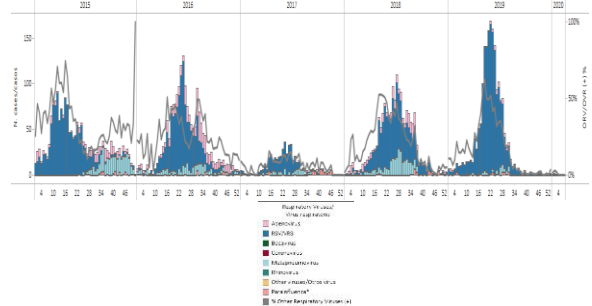 2015 2016 2017 2018 2019 2020
150
100
50
0
100%
50%
0%
N. cases/casos
ORV/OVR (+) %
4 10 16 22 28 34 40 46 4 10 16 22 28 34 40 46 52 4 10 16 22 28 34 40 46 52 4 10 16 22 28 34 40 46 52 4 10 16 22 28 34 40 46 52 4
Respiratory Viruses/
Virus respiratorio
Adenovirus
RSV/VRS
Bocavirus
Coronavirus
Metapneumovirus
Rhinovirus
Other viruses/Otros virus
Parainfluenza*
% Other Respiratory Viruses (+)